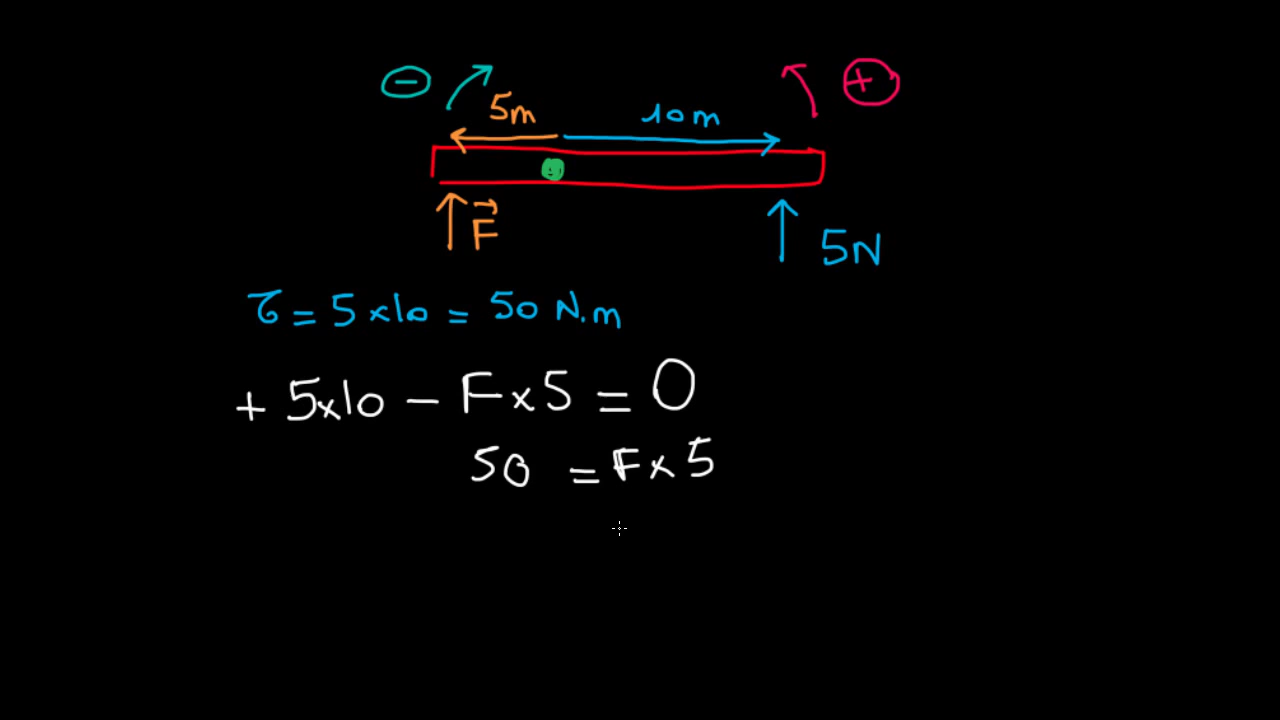 − 5m 10m +
F⃗ 5N
τ = 5 x 10 = 50 N.m
+ 5x10 − F x 5 = 0
50 = F x 5